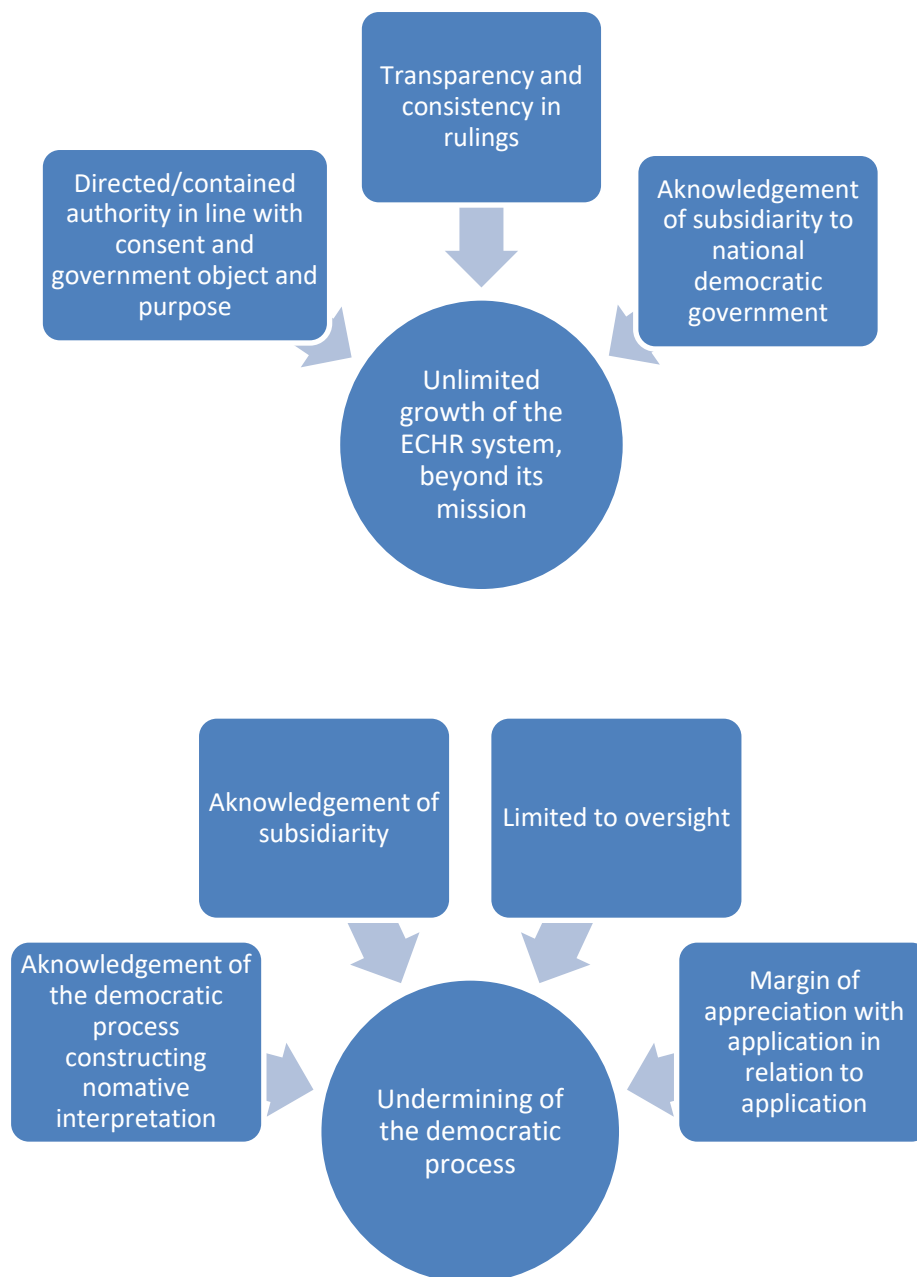 Transparency and
consistency in
rulings
Directed/contained
authority in line with
consent and
government object and
purpose
Aknowledgement
of subsidiarity to
national
democratic
government
Unlimited
growth of the
ECHR system,
beyond its
mission
Aknowledgement of
subsidiarity
Limited to oversight
Aknowledgement of
the democratic
process
constructing
nomative
interpretation
Margin of
appreciation with
application in
relation to
application
Undermining of
the democratic
process